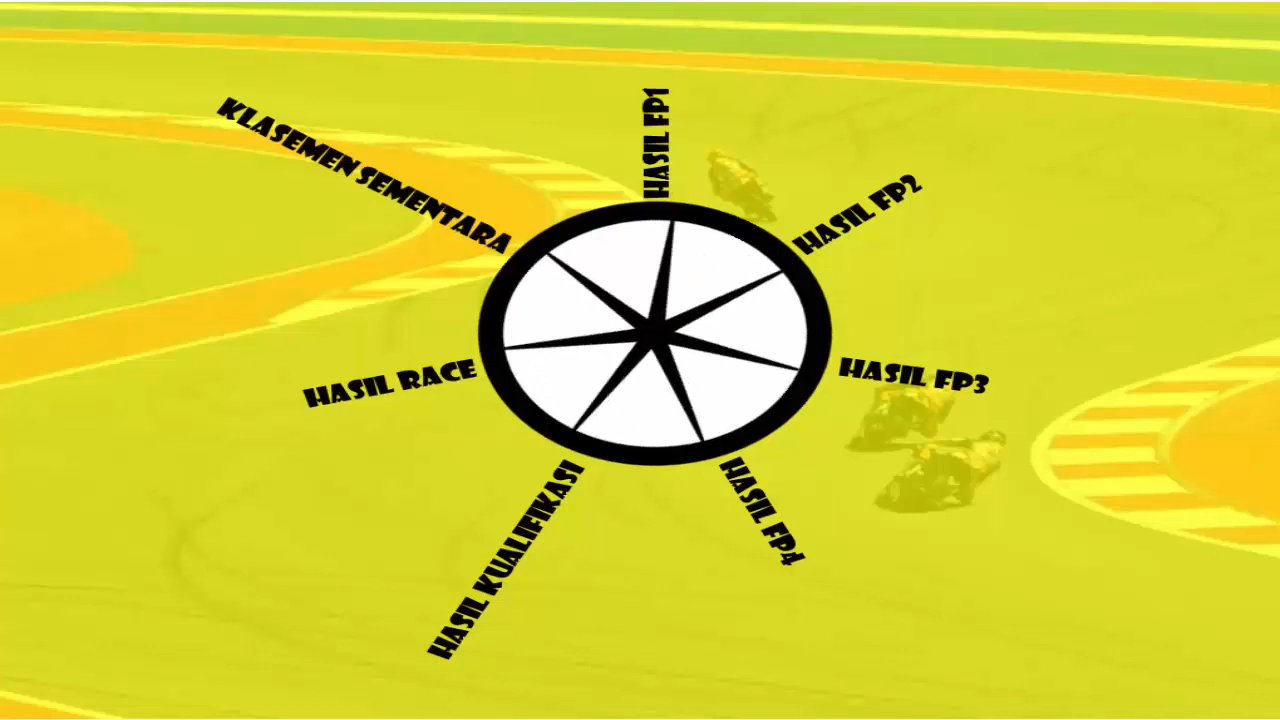 HASIL FP1
HASIL FP2
HASIL FP3
HASIL FP4
HASIL KUALIFIKASI
HASIL RACE
KLASEMEN SEMENTARA